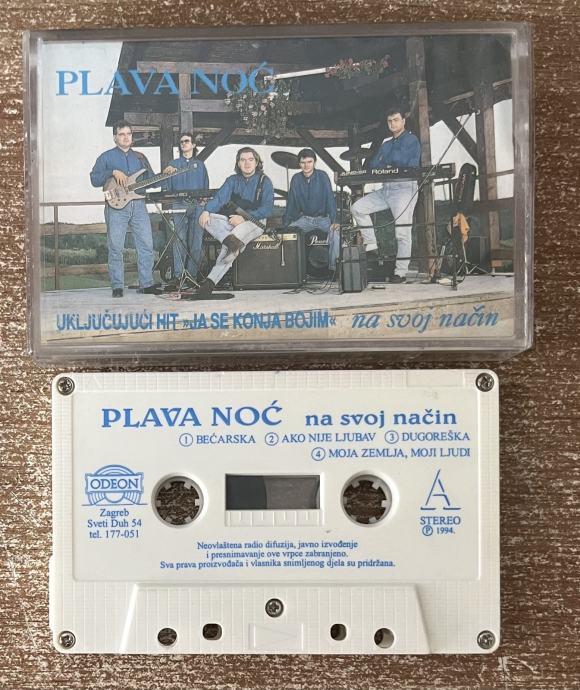 PLAVA NOĆ
Roland
Marshall
UKLJUČUJUĆI HIT »JA SE KONJA BOJIM« na svoj način
PLAVA NOĆ na svoj način
① BEĆARSKA ② AKO NIJE LJUBAV ③ DUGOREŠKA
④ MOJA ZEMLJA, MOJI LJUDI
ODEON
Zagreb
Sveti Duh 54
tel. 177-051
A
STEREO
Ⓟ 1994.
Neovlaštena radio difuzija, javno izvođenje
i presnimavanje ove vrpce zabranjeno.
Sva prava proizvođača i vlasnika snimljenog djela su pridržana.